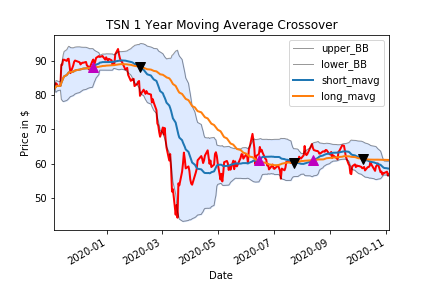 TSN 1 Year Moving Average Crossover
upper_BB
lower_BB
short_mavg
long_mavg
Price in $
90
80
70
60
50
2020-01
2020-03
2020-05
2020-07
2020-09
2020-11
Date